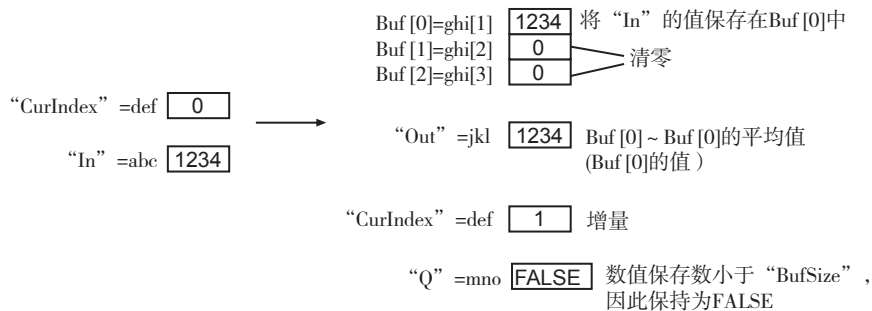 Buf [0]=ghi[1] 1234 将“In”的值保存在Buf [0]中
Buf [1]=ghi[2] 0
清零
Buf [2]=ghi[3] 0
“CurIndex”=def 0
“In”=abc 1234
“Out”=jkl 1234 Buf [0] ~ Buf [0]的平均值
(Buf [0]的值)
“CurIndex”=def 1 增量
“Q”=mno FALSE 数值保存数小于“BufSize”,
因此保持为FALSE